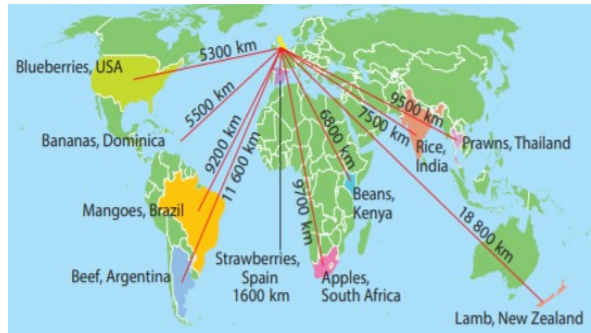 5300 km
Blueberries, USA
5500 km
9500 km
7500 km
Bananas, Dominica
9200 km
6800 km
Prawns, Thailand
Rice,
India
11 600 km
9700 km
Beans,
Kenya
Mangoes, Brazil
18 800 km
Strawberries,
Spain
1600 km
Beef, Argentina
Apples,
South Africa
Lamb, New Zealand